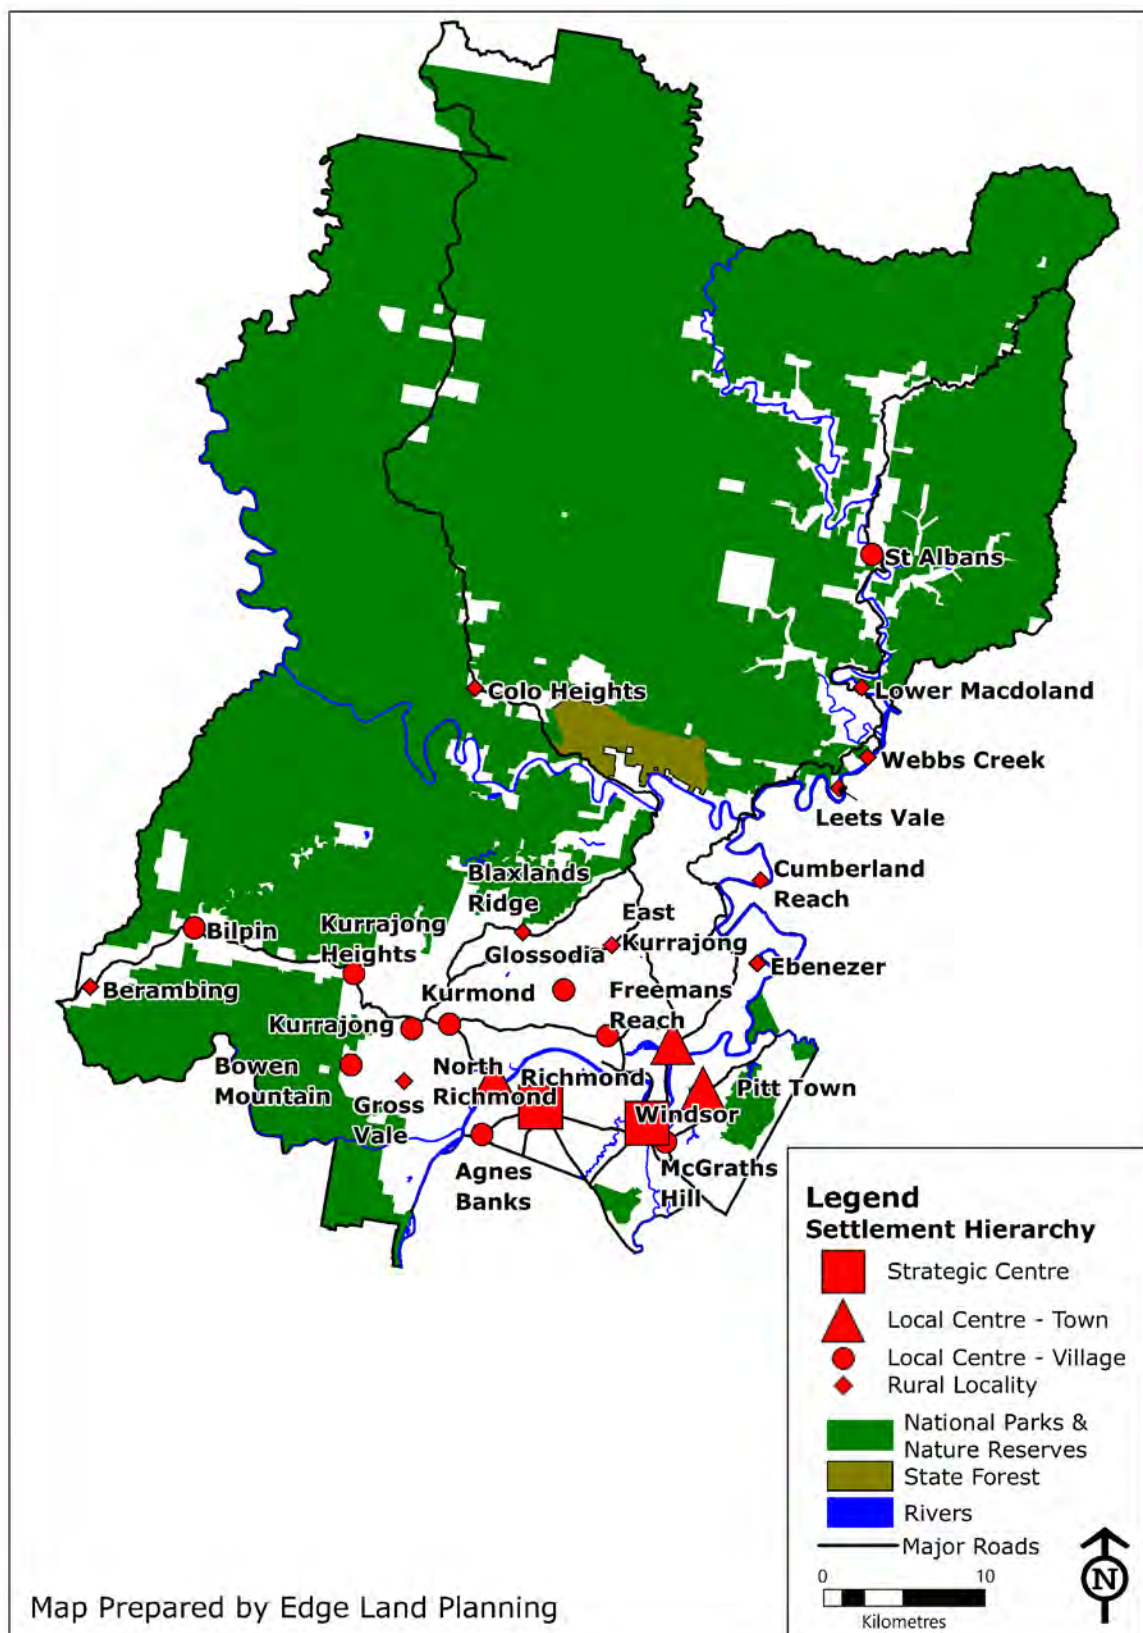 St Albans
Colo Heights
Lower Macdoland
Webbs Creek
Leets Vale
Cumberland
Reach
Blaxlands
Ridge
East
Kurrajong
Glossodia
Kurrajong
Heights
Bilpin
Berambing
Ebenezer
Kurmond
Freemans
Reach
Kurrajong
Bowen
Mountain
North
Richmond
Richmond
Pitt Town
Gross
Vale
Windsor
Agnes
Banks
McGraths
Hill
Legend
Settlement Hierarchy
Strategic Centre
Local Centre - Town
Local Centre - Village
Rural Locality
National Parks &
Nature Reserves
State Forest
Rivers
Major Roads
0 10
Kilometres
N
Map Prepared by Edge Land Planning